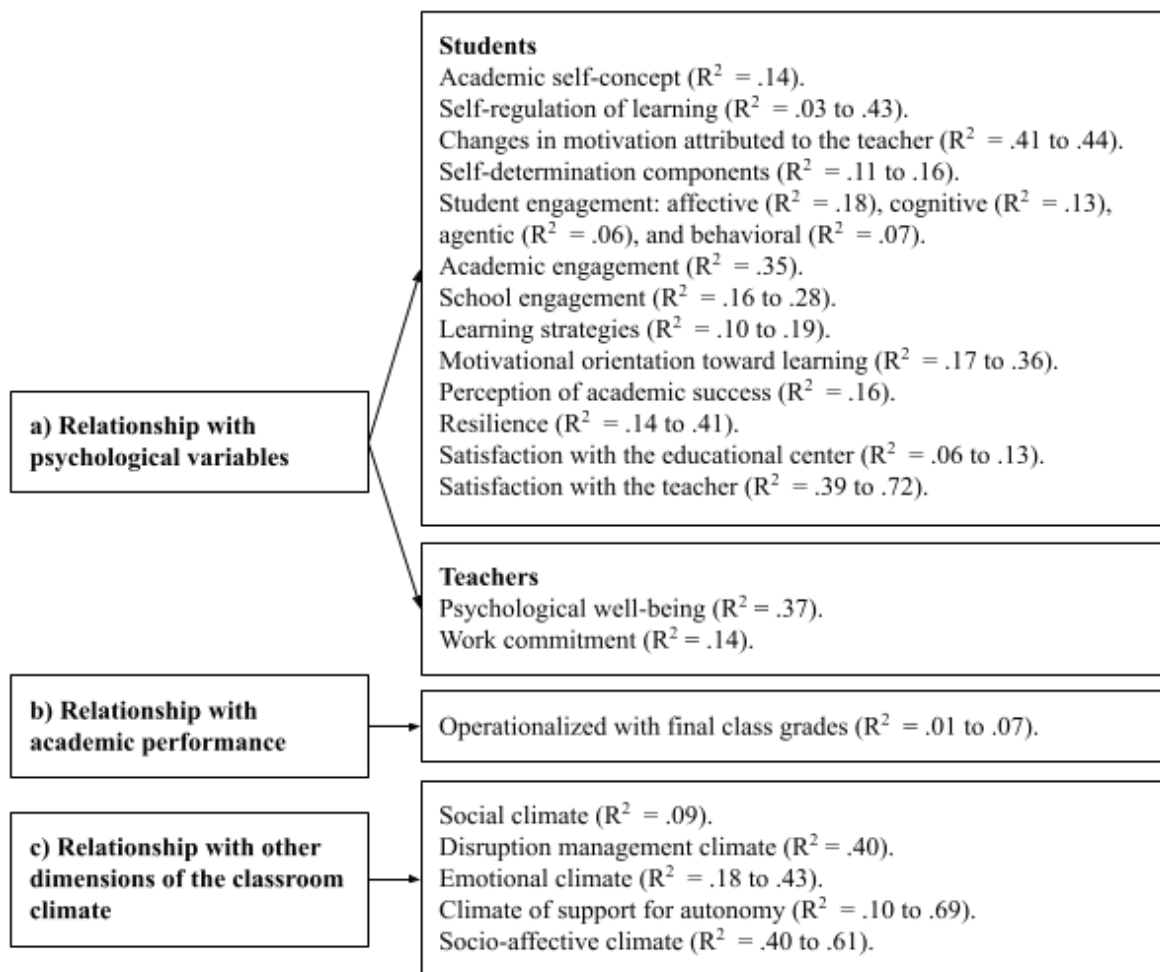 a) Relationship with
psychological variables
Students
Academic self-concept (R² = .14).
Self-regulation of learning (R² = .03 to .43).
Changes in motivation attributed to the teacher (R² = .41 to .44).
Self-determination components (R² = .11 to .16).
Student engagement: affective (R² = .18), cognitive (R² = .13),
agentic (R² = .06), and behavioral (R² = .07).
Academic engagement (R² = .35).
School engagement (R² = .16 to .28).
Learning strategies (R² = .10 to .19).
Motivational orientation toward learning (R² = .17 to .36).
Perception of academic success (R² = .16).
Resilience (R² = .14 to .41).
Satisfaction with the educational center (R² = .06 to .13).
Satisfaction with the teacher (R² = .39 to .72).
Teachers
Psychological well-being (R² = .37).
Work commitment (R² = .14).
b) Relationship with
academic performance
Operationalized with final class grades (R² = .01 to .07).
c) Relationship with other
dimensions of the classroom
climate
Social climate (R² = .09).
Disruption management climate (R² = .40).
Emotional climate (R² = .18 to .43).
Climate of support for autonomy (R² = .10 to .69).
Socio-affective climate (R² = .40 to .61).